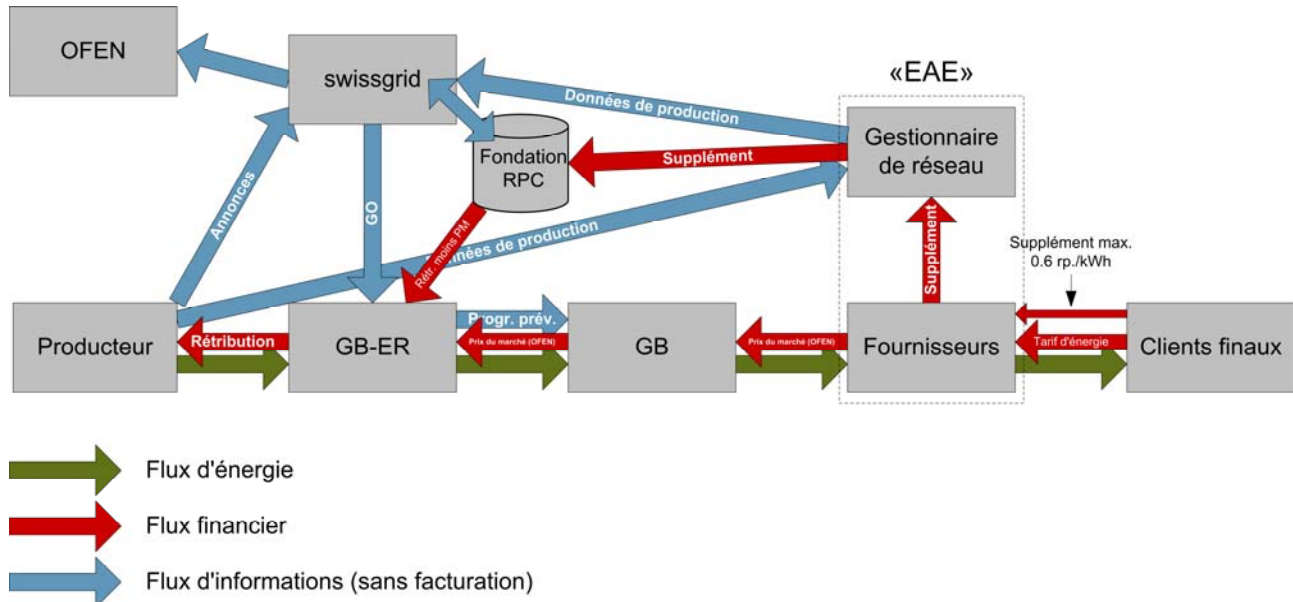 OFEN
swissgrid
«EAE»
Données de production
Gestionnaire
de réseau
Fondation
RPC
Supplément
Annonces
GO
Rétr. moins PM
Données de production
Supplément
Supplément max.
0.6 rp./kWh
Producteur
Rétribution
GB-ER
Progr. prév.
Prix du marché (OFEN)
GB
Prix du marché (OFEN)
Fournisseurs
Tarif d'énergie
Clients finaux
Flux d'énergie
Flux financier
Flux d'informations (sans facturation)